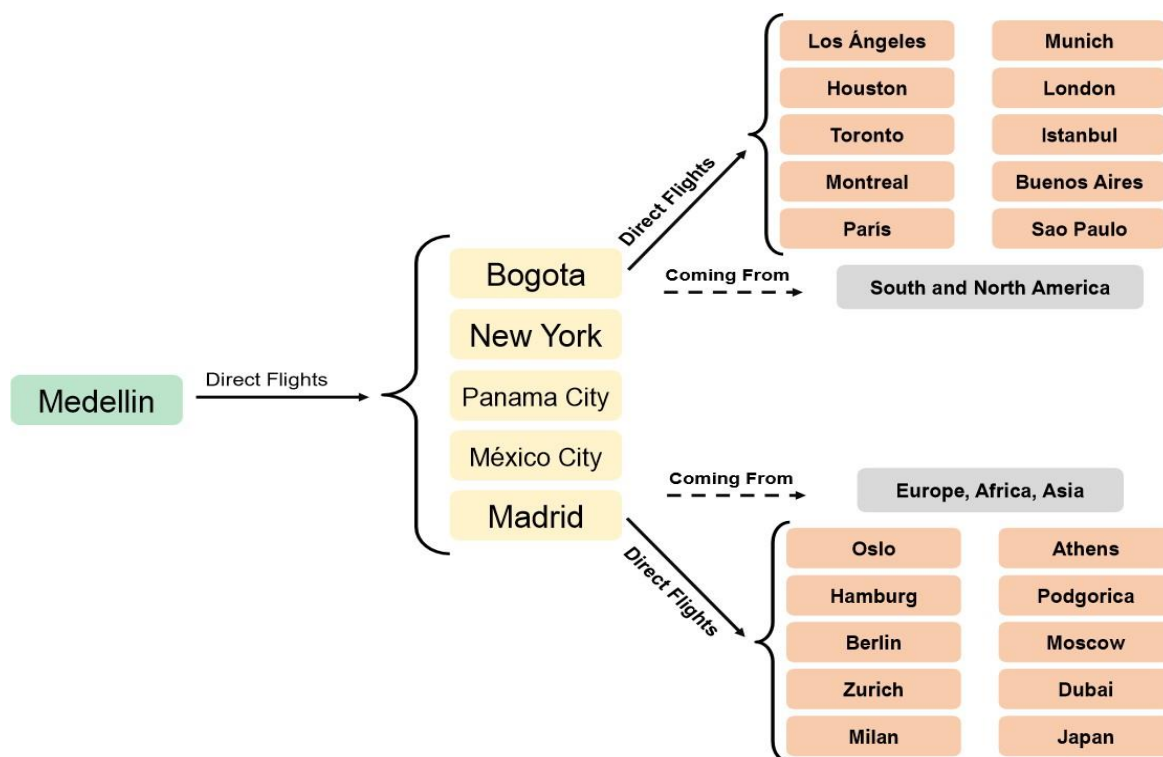 Medellin
Direct Flights
Bogota
New York
Panama City
México City
Madrid
Direct Flights
Los Ángeles
Munich
Houston
London
Toronto
Istanbul
Montreal
Buenos Aires
París
Sao Paulo
Coming From
South and North America
Coming From
Europe, Africa, Asia
Direct Flights
Oslo
Athens
Hamburg
Podgorica
Berlin
Moscow
Zurich
Dubai
Milan
Japan